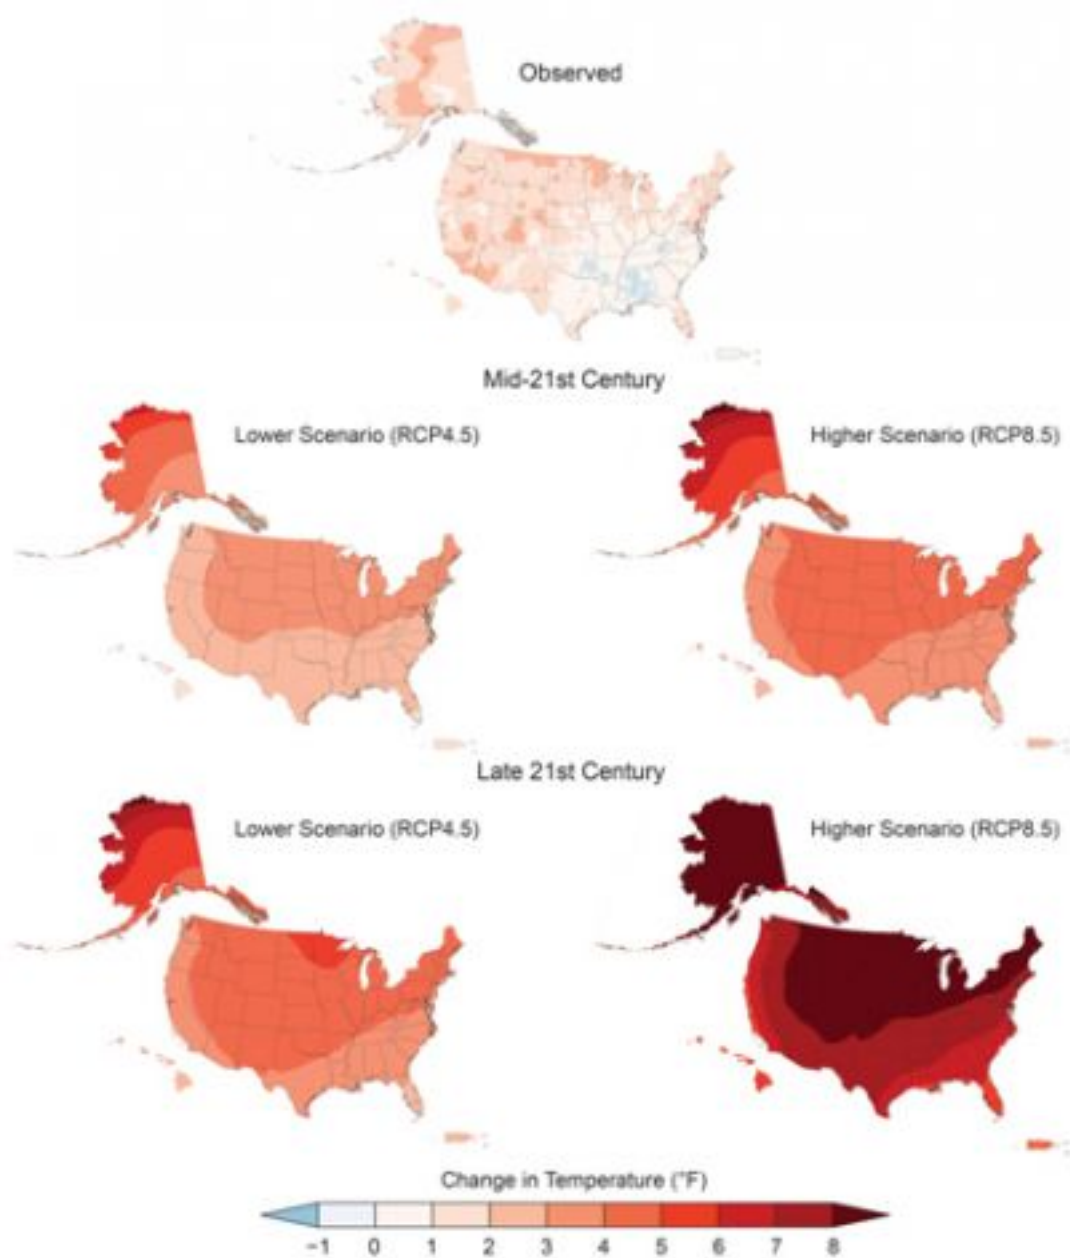 Observed
Mid-21st Century
Lower Scenario (RCP4.5)
Higher Scenario (RCP8.5)
Late 21st Century
Lower Scenario (RCP4.5)
Higher Scenario (RCP8.5)
Change in Temperature (°F)
−1 0 1 2 3 4 5 6 7 8